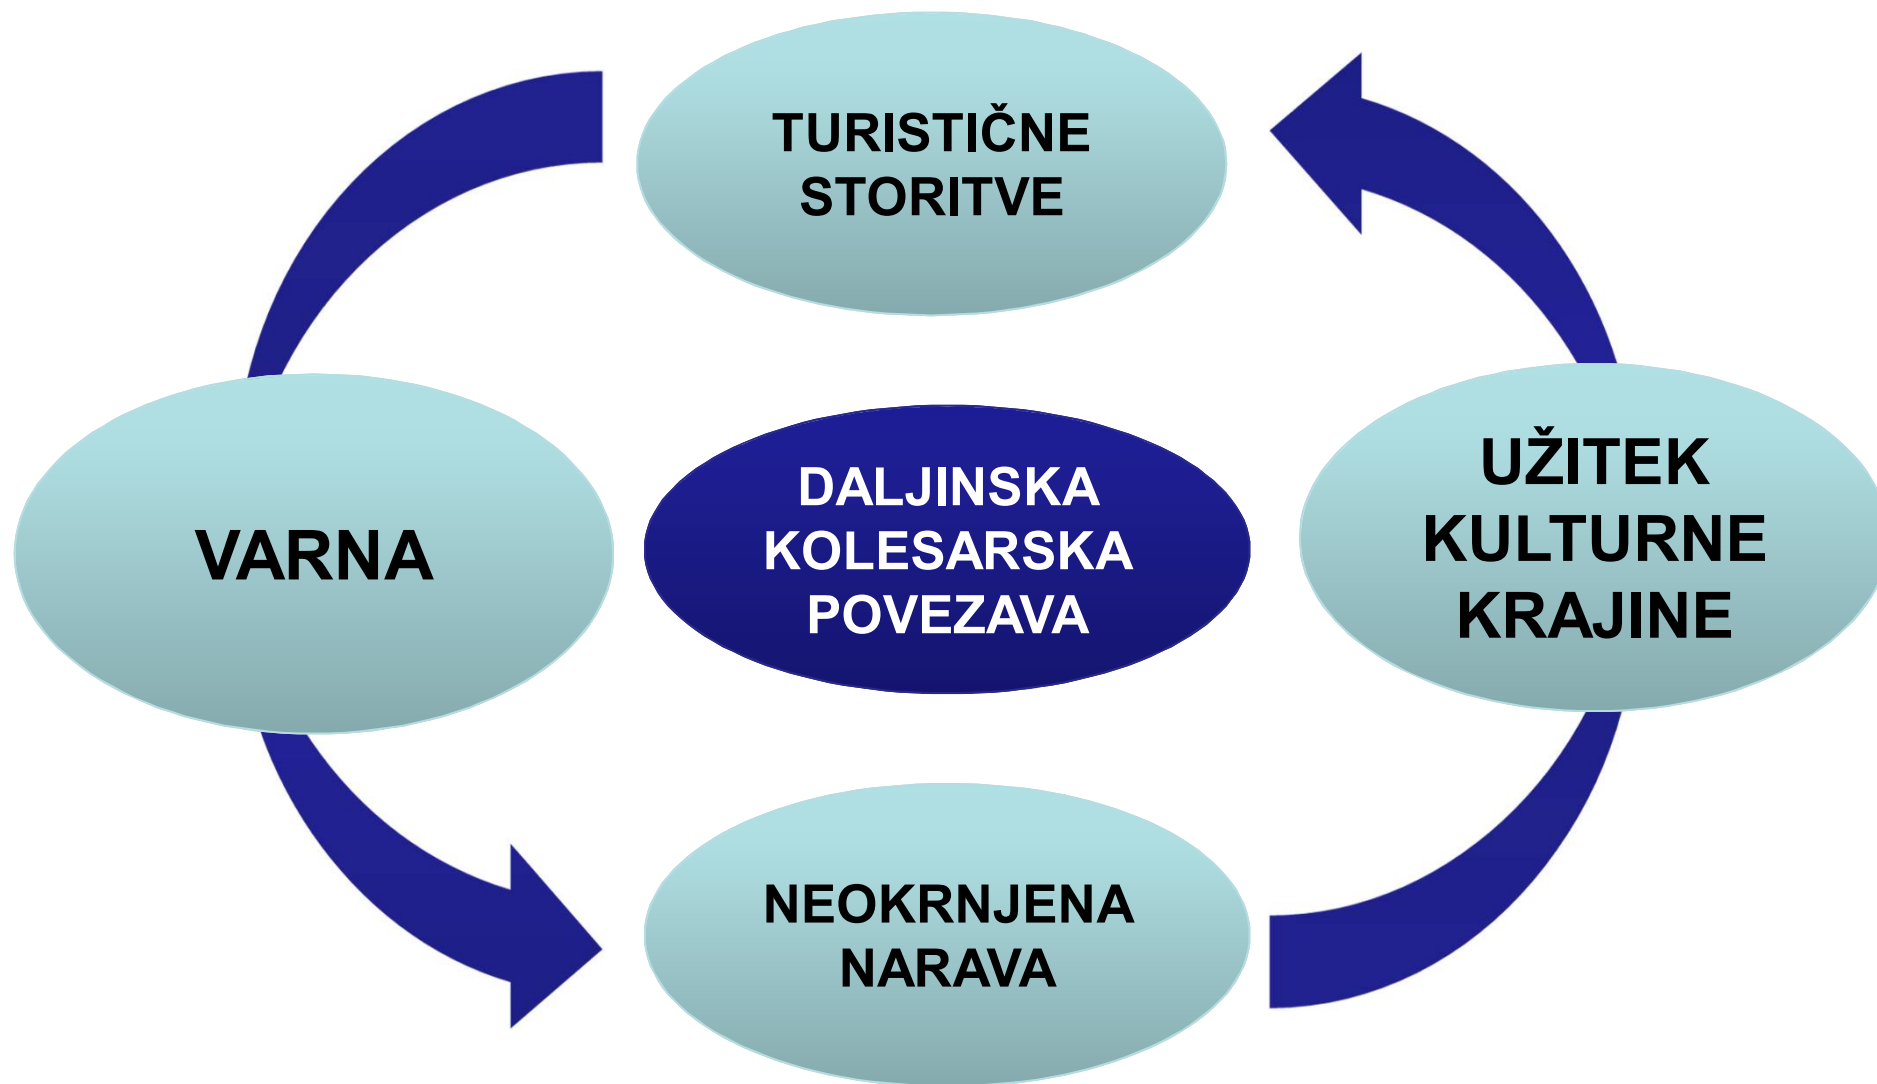 TURISTIČNE
STORITVE
VARNA
DALJINSKA
KOLESARSKA
POVEZAVA
UŽITEK
KULTURNE
KRAJINE
NEOKRNJENA
NARAVA